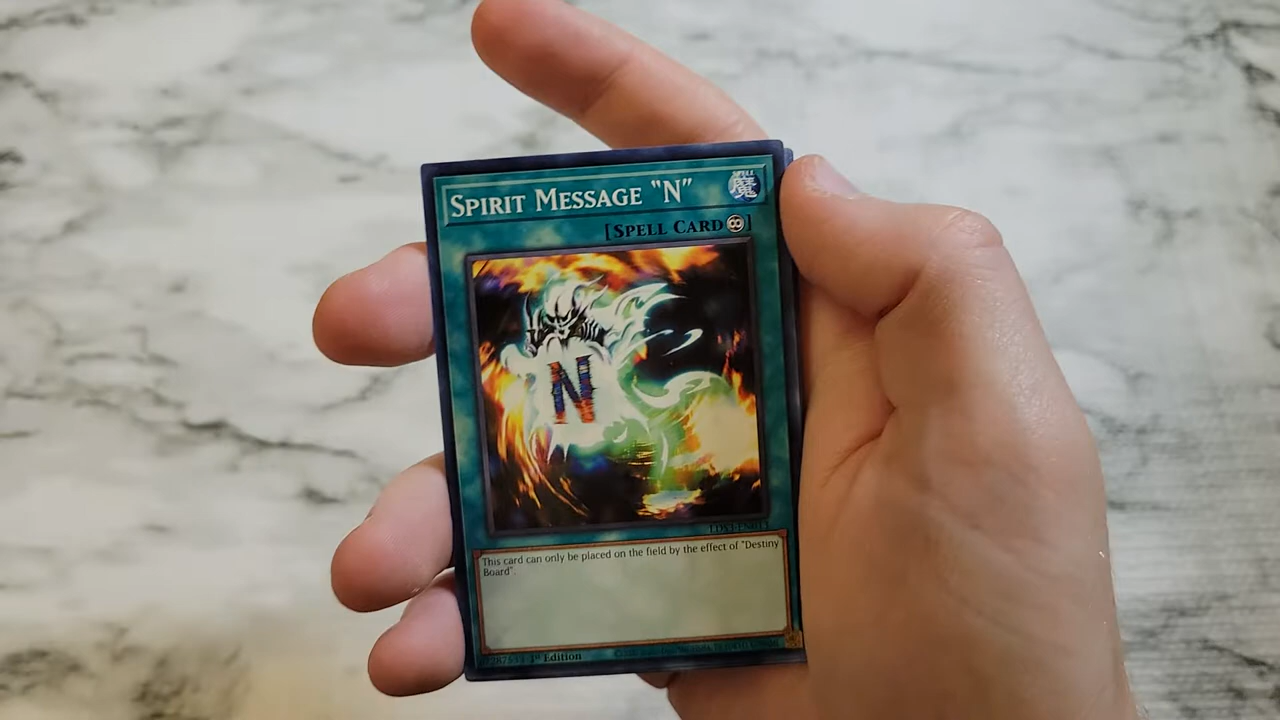 SPIRIT MESSAGE "N"
SPELL
魔
[SPELL CARD ]
N
This card can only be placed on the field by the effect of "Destiny
Board".
1st Edition